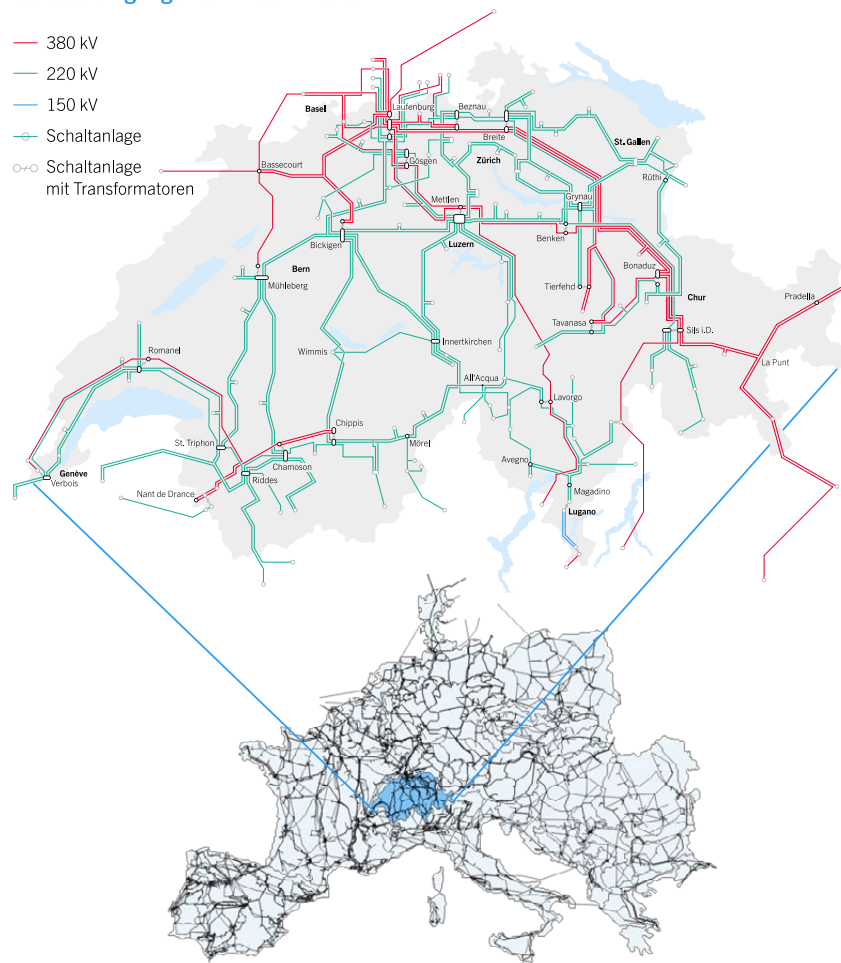 380 kV
220 kV
150 kV
Schaltanlage
Schaltanlage
mit Transformatoren
Basel
Laufenburg
Beznau
Breite
St. Gallen
Bassecourt
Gösgen
Zürich
Rüthi
Mettlen
Grynau
Bickigen
Luzern
Benken
Bern
Mühleberg
Bonaduz
Tierfehd
Chur
Pradella
Tavanasa
Sils i.D.
Innertkirchen
Wimmis
Romanel
La Punt
All'Acqua
Lavorgo
Chippis
St. Triphon
Mörel
Chamoson
Avegno
Genève
Verbois
Riddes
Nant de Drance
Magadino
Lugano